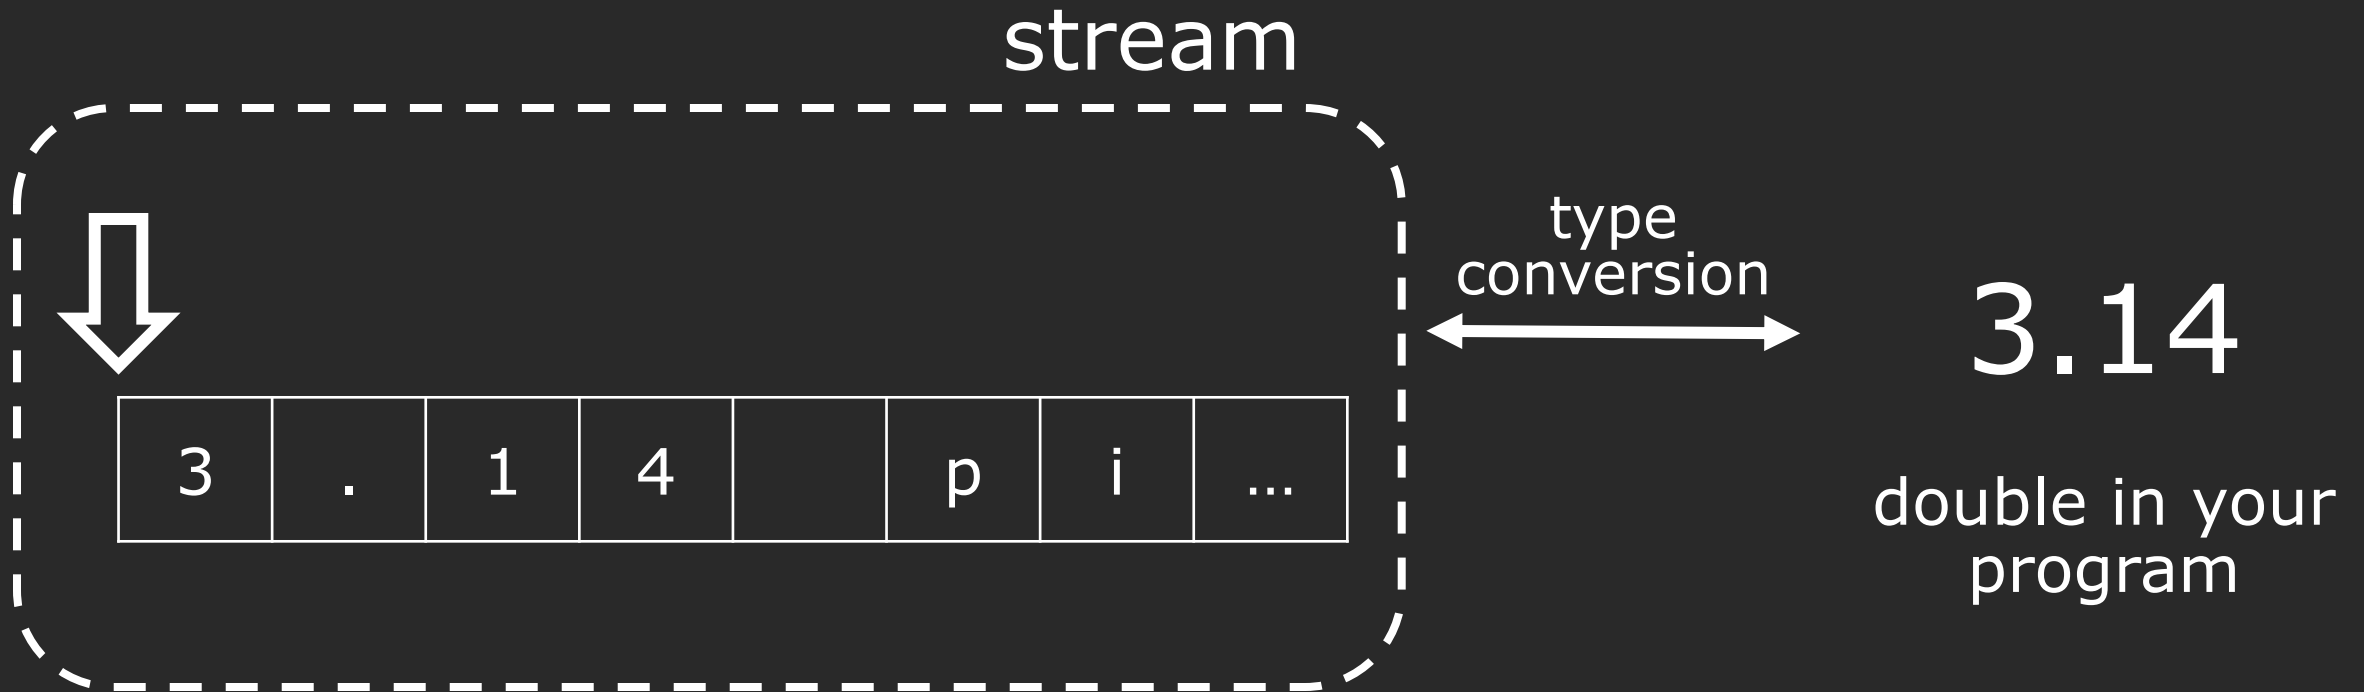 stream
type
conversion
3.14
3 . 1 4 p i ...
double in your
program